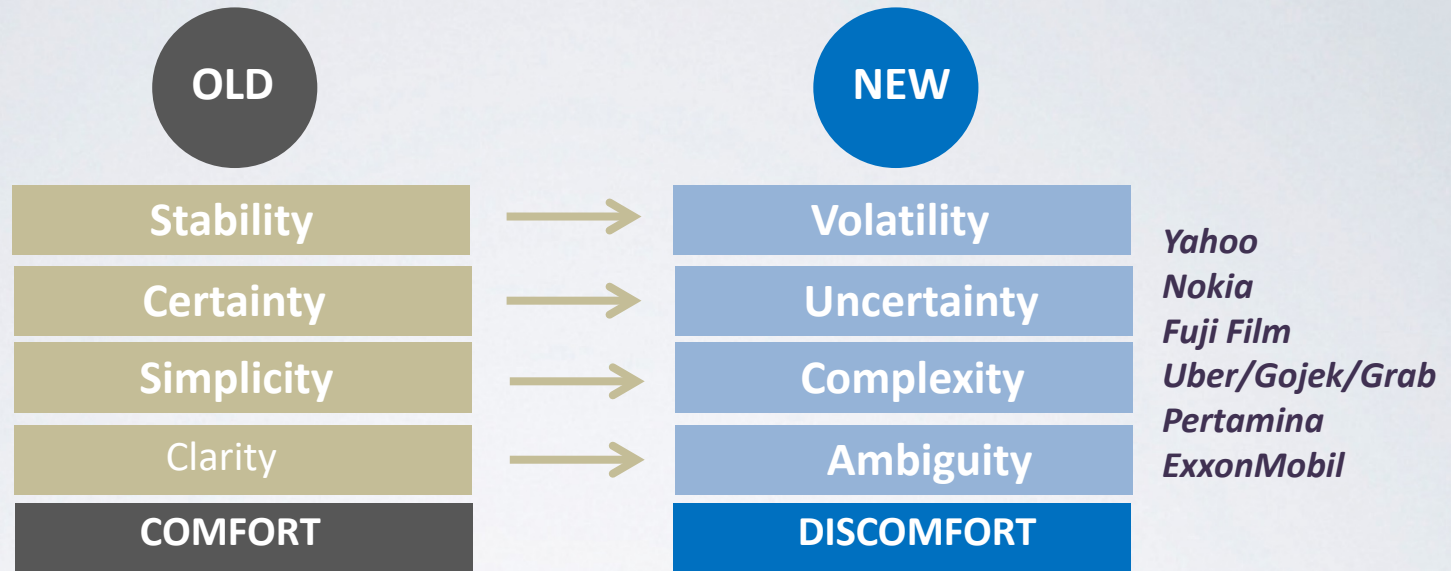 OLD
NEW
Stability
Volatility
Certainty
Uncertainty
Simplicity
Complexity
Clarity
Ambiguity
COMFORT
DISCOMFORT
Yahoo
Nokia
Fuji Film
Uber/Gojek/Grab
Pertamina
ExxonMobil